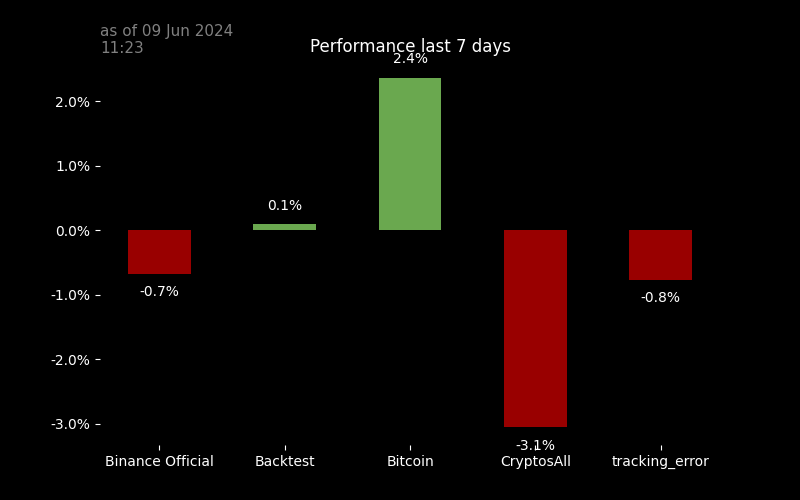 as of 09 Jun 2024
11:23
Performance last 7 days
2.4%
2.0%
1.0%
0.1%
0.0%
-0.7%
-0.8%
-1.0%
-2.0%
-3.0%
-3.1%
Binance Official
Backtest
Bitcoin
CryptosAll
tracking_error